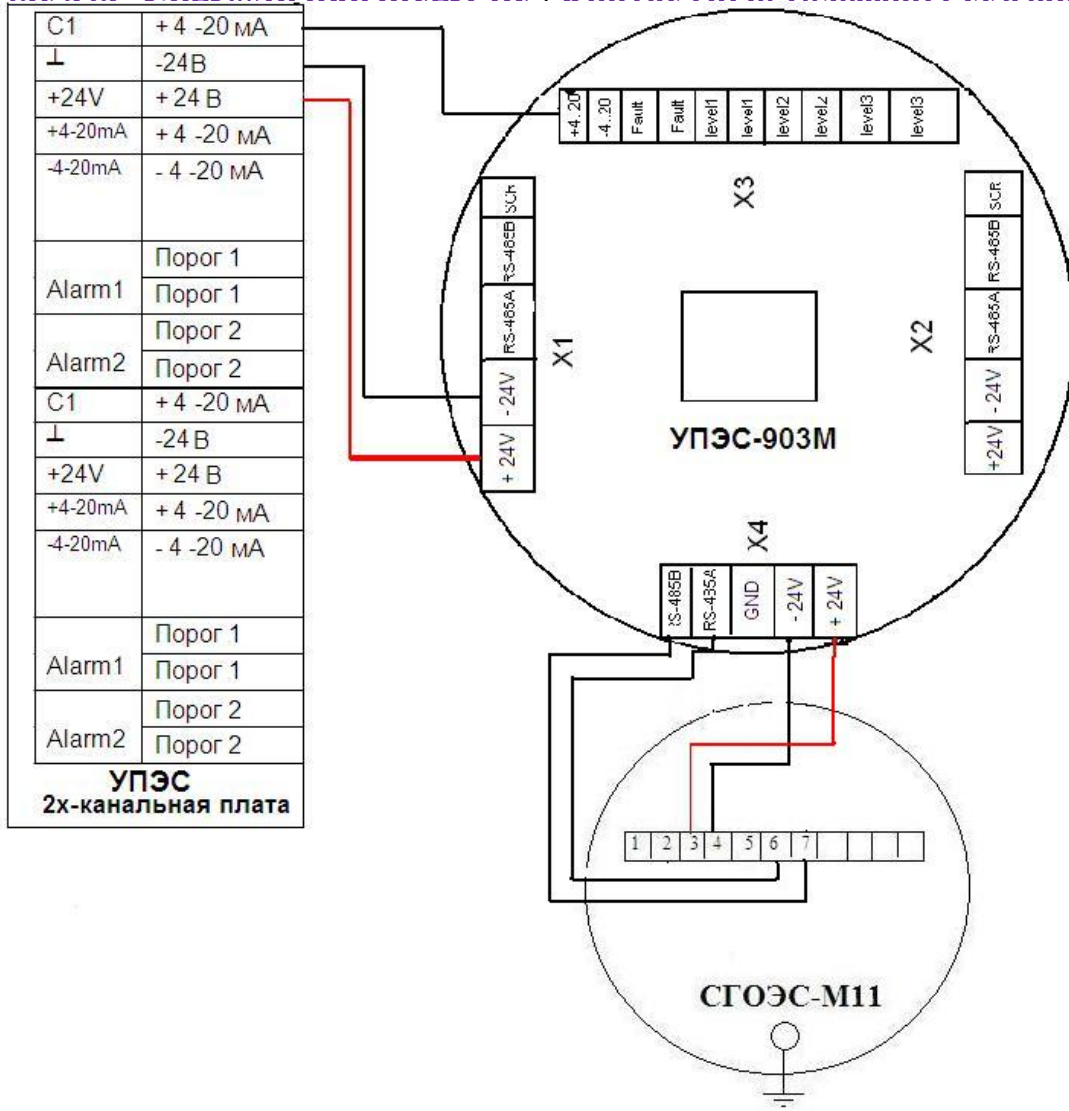 C1 +4 -20 мА
⊥ -24В
+24V +24 В
+4-20mA +4 -20 мА
-4-20mA - 4 -20 мА
Порог 1
Alarm1 Порог 1
Порог 2
Alarm2 Порог 2
C1 +4 -20 мА
⊥ -24 В
+24V +24 В
+4-20mA +4 -20 мА
-4-20mA - 4 -20 мА
Порог 1
Alarm1 Порог 1
Порог 2
Alarm2 Порог 2
УПЭС
2х-канальная плата
+4..20
-4..20
Fault
Fault
level1
level1
level2
level2
level3
level3
X3
SCR
RS-485B
RS-485A
- 24V
+ 24V
X1
SCR
RS-485B
RS-485A
- 24V
+24V
X2
УПЭС-903М
X4
RS-485B
RS-485A
GND
- 24V
+ 24V
1 2 3 4 5 6 7
СГОЭС-М11